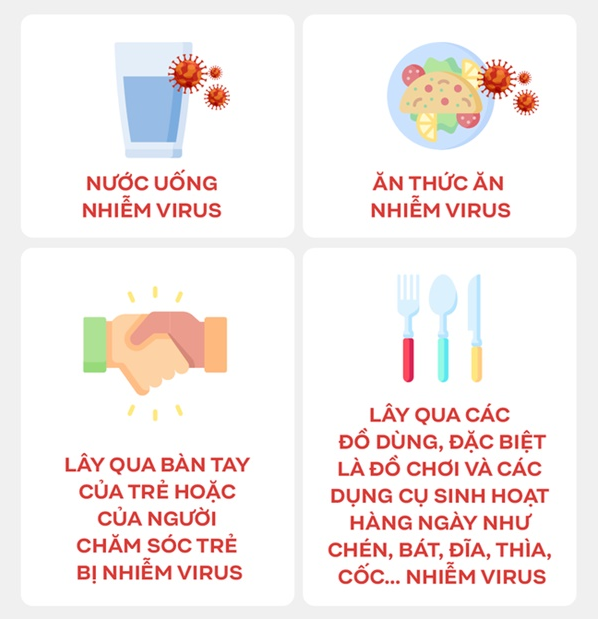 NƯỚC UỐNG
NHIỄM VIRUS
ĂN THỨC ĂN
NHIỄM VIRUS
LÂY QUA BÀN TAY
CỦA TRẺ HOẶC
CỦA NGƯỜI
CHĂM SÓC TRẺ
BỊ NHIỄM VIRUS
LÂY QUA CÁC
ĐỒ DÙNG, ĐẶC BIỆT
LÀ ĐỒ CHƠI VÀ CÁC
DỤNG CỤ SINH HOẠT
HÀNG NGÀY NHƯ
CHÉN, BÁT, ĐĨA, THÌA,
CỐC... NHIỄM VIRUS